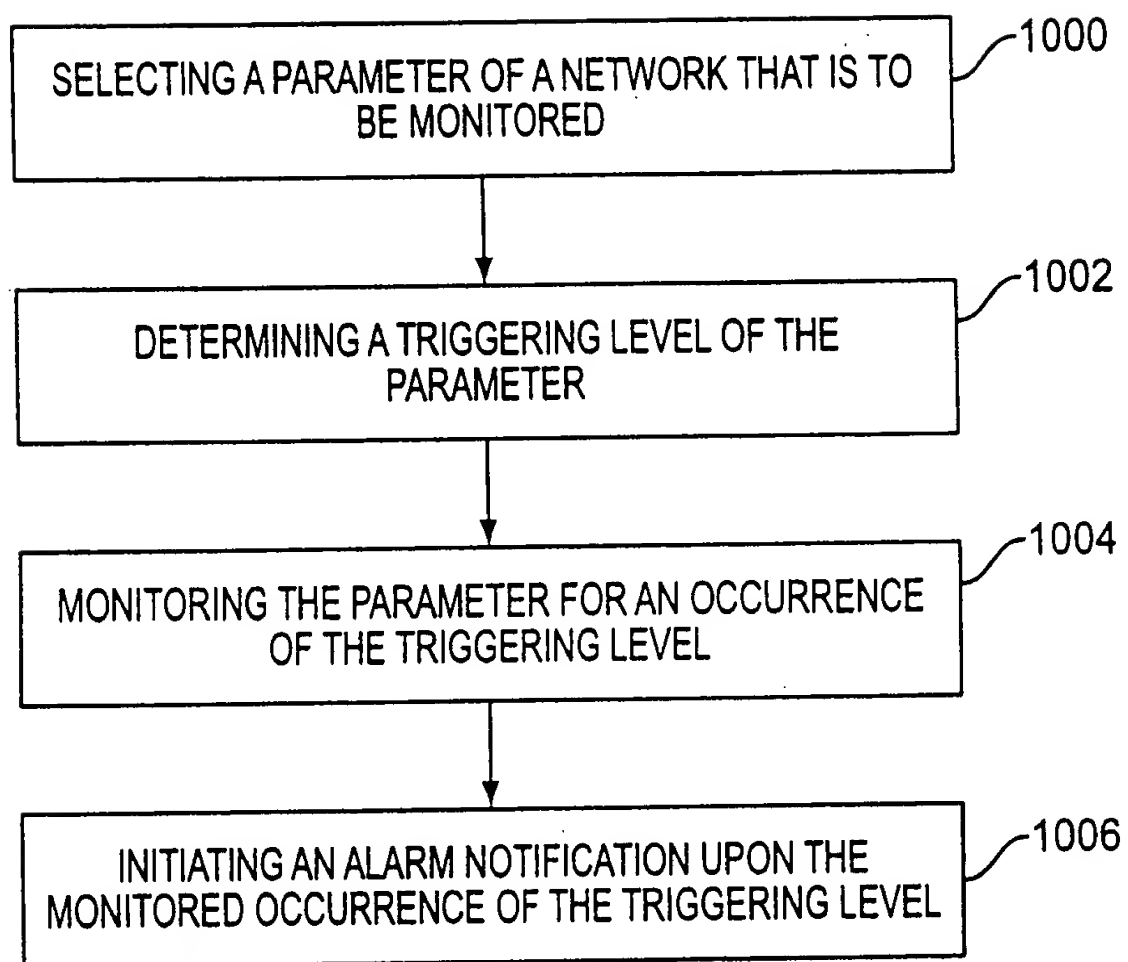 1000
SELECTING A PARAMETER OF A NETWORK THAT IS TO
BE MONITORED
1002
DETERMINING A TRIGGERING LEVEL OF THE
PARAMETER
1004
MONITORING THE PARAMETER FOR AN OCCURRENCE
OF THE TRIGGERING LEVEL
1006
INITIATING AN ALARM NOTIFICATION UPON THE
MONITORED OCCURRENCE OF THE TRIGGERING LEVEL